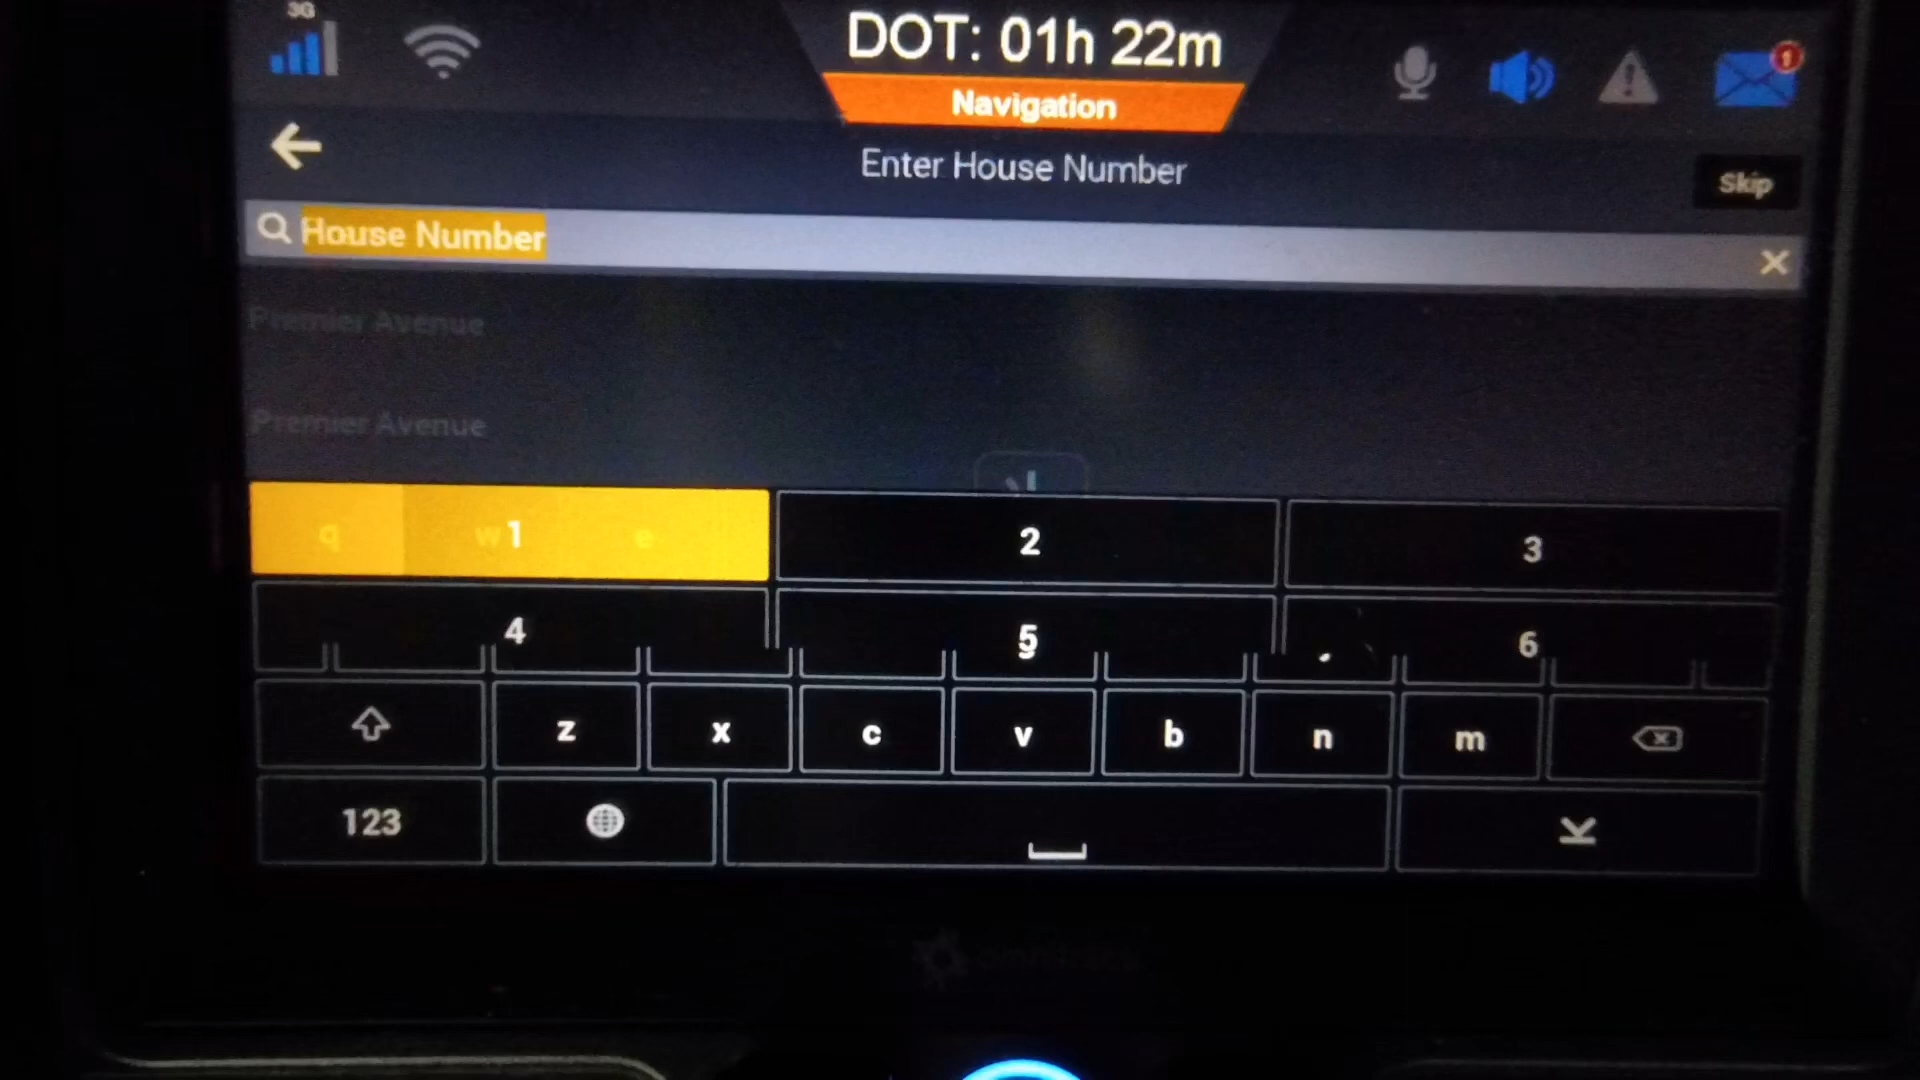 3G
DOT: 01h 22m
1
Navigation
Enter House Number
Skip
House Number
Premier Avenue
Premier Avenue
q w 1 e 2 3
4 5 6
z x c v b n m
123